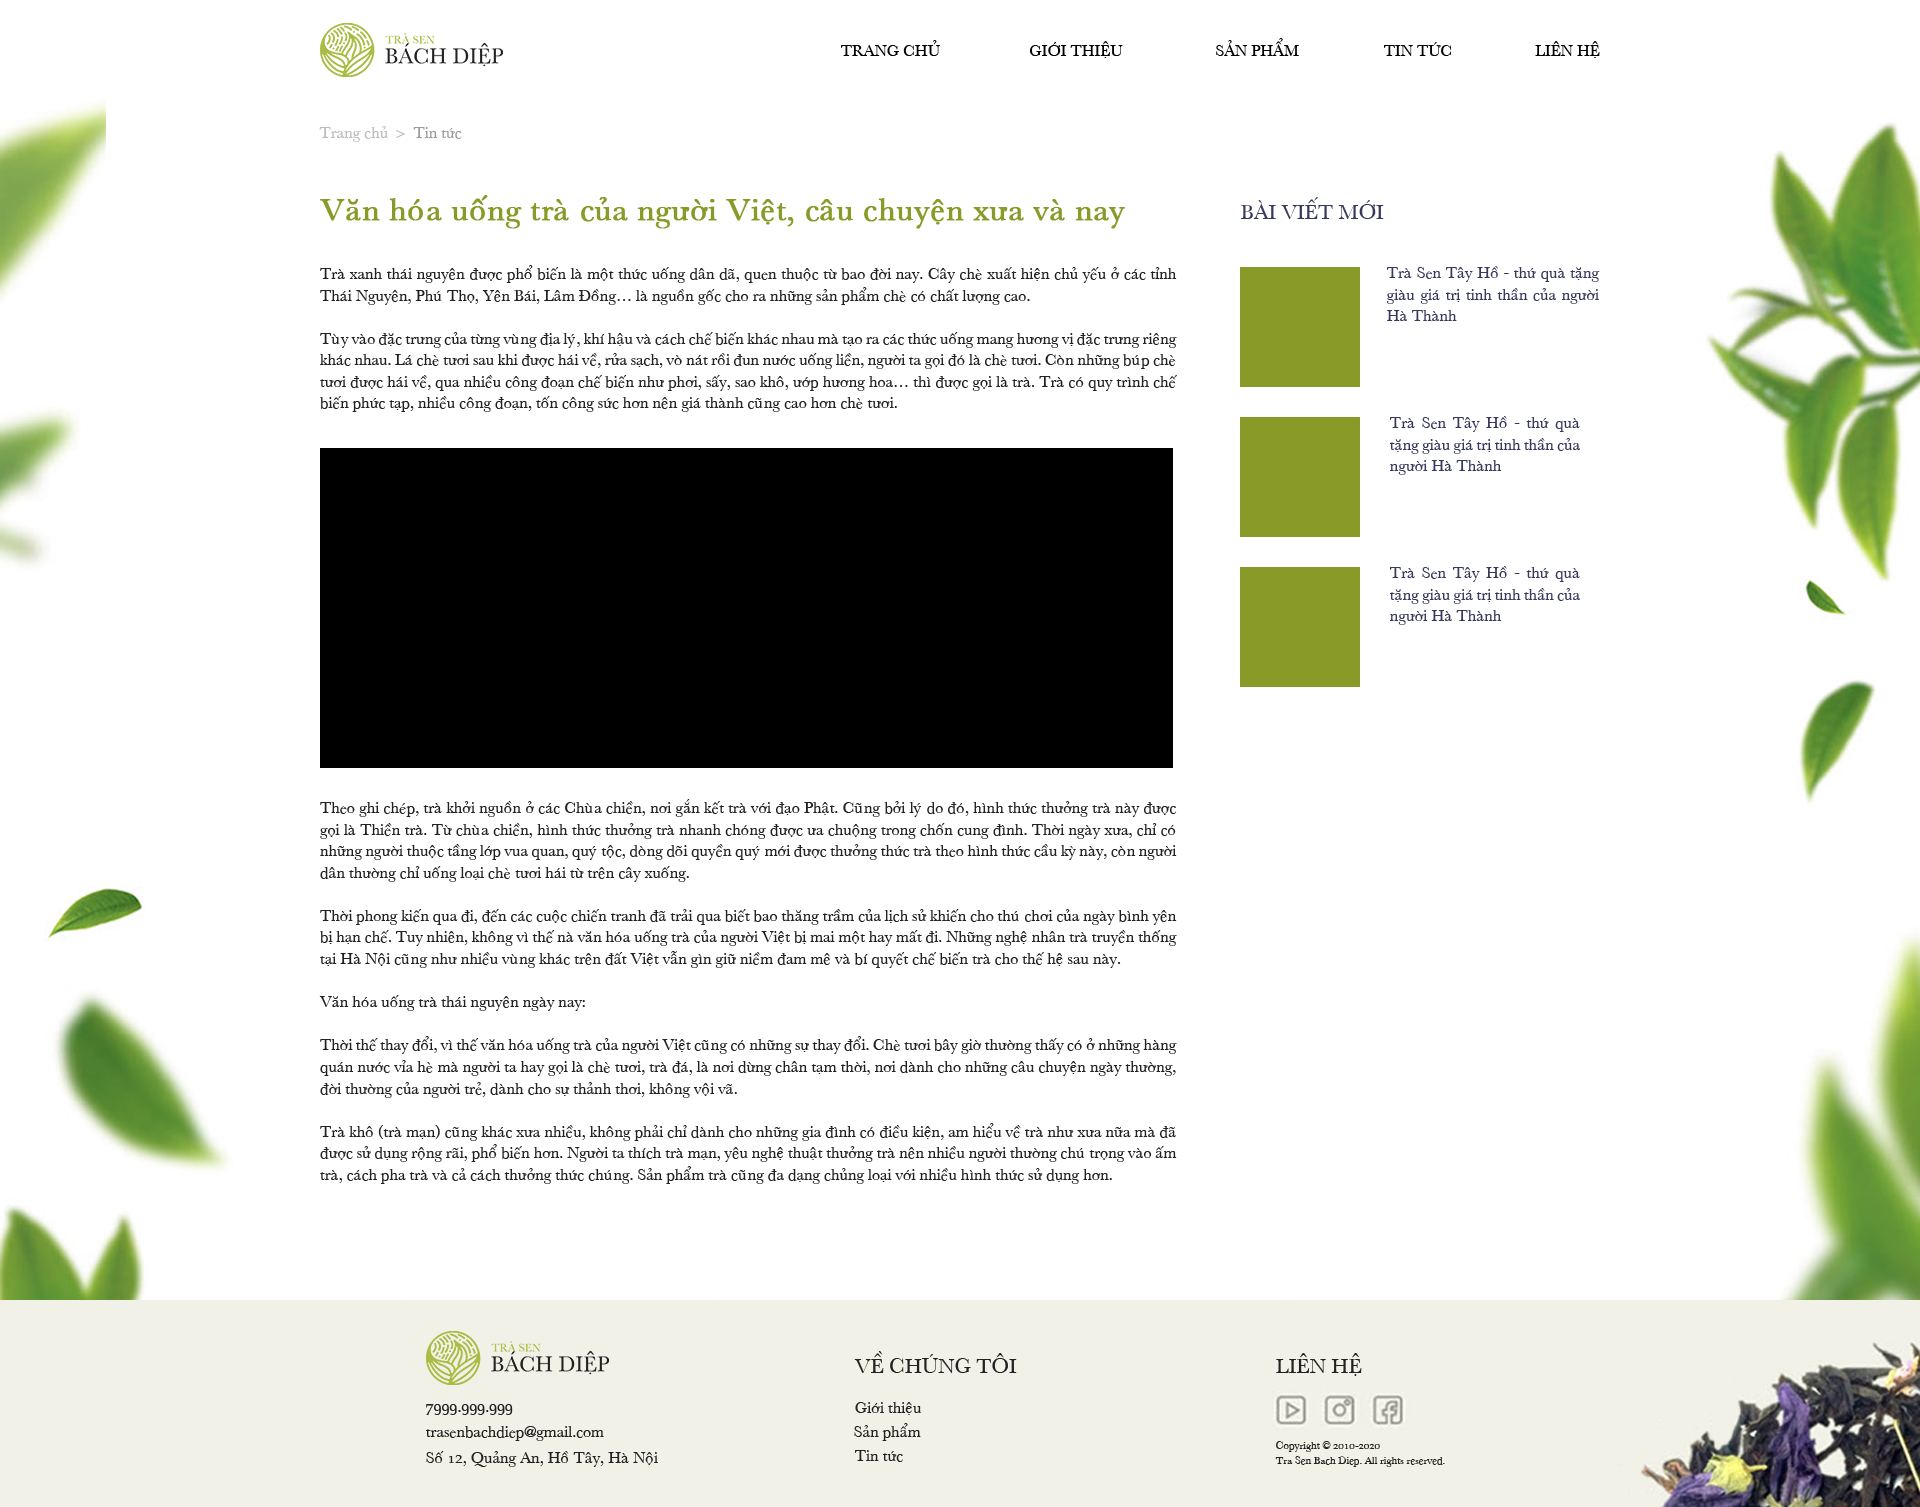 TRÀ SEN
BÁCH DIỆP
TRANG CHỦ
GIỚI THIỆU
SẢN PHẨM
TIN TỨC
LIÊN HỆ
Trang chủ > Tin tức
Văn hóa uống trà của người Việt, câu chuyện xưa và nay
Trà xanh thái nguyên được phổ biến là một thức uống dân dã, quen thuộc từ bao đời nay. Cây chè xuất hiện chủ yếu ở các tỉnh
Thái Nguyên, Phú Thọ, Yên Bái, Lâm Đồng… là nguồn gốc cho ra những sản phẩm chè có chất lượng cao.
Tùy vào đặc trưng của từng vùng địa lý, khí hậu và cách chế biến khác nhau mà tạo ra các thức uống mang hương vị đặc trưng riêng
khác nhau. Lá chè tươi sau khi được hái về, rửa sạch, vò nát rồi đun nước uống liền, người ta gọi đó là chè tươi. Còn những búp chè
tươi được hái về, qua nhiều công đoạn chế biến như phơi, sấy, sao khô, ướp hương hoa… thì được gọi là trà. Trà có quy trình chế
biến phức tạp, nhiều công đoạn, tốn công sức hơn nên giá thành cũng cao hơn chè tươi.
Theo ghi chép, trà khởi nguồn ở các Chùa chiền, nơi gắn kết trà với đạo Phật. Cũng bởi lý do đó, hình thức thưởng trà này được
gọi là Thiền trà. Từ chùa chiền, hình thức thưởng trà nhanh chóng được ưa chuộng trong chốn cung đình. Thời ngày xưa, chỉ có
những người thuộc tầng lớp vua quan, quý tộc, dòng dõi quyền quý mới được thưởng thức trà theo hình thức cầu kỳ này, còn người
dân thường chỉ uống loại chè tươi hái từ trên cây xuống.
Thời phong kiến qua đi, đến các cuộc chiến tranh đã trải qua biết bao thăng trầm của lịch sử khiến cho thú chơi của ngày bình yên
bị hạn chế. Tuy nhiên, không vì thế nà văn hóa uống trà của người Việt bị mai một hay mất đi. Những nghệ nhân trà truyền thống
tại Hà Nội cũng như nhiều vùng khác trên đất Việt vẫn gìn giữ niềm đam mê và bí quyết chế biến trà cho thế hệ sau này.
Văn hóa uống trà thái nguyên ngày nay:
Thời thế thay đổi, vì thế văn hóa uống trà của người Việt cũng có những sự thay đổi. Chè tươi bây giờ thường thấy có ở những hàng
quán nước vỉa hè mà người ta hay gọi là chè tươi, trà đá, là nơi dừng chân tạm thời, nơi dành cho những câu chuyện ngày thường,
đời thường của người trẻ, dành cho sự thảnh thơi, không vội vã.
Trà khô (trà mạn) cũng khác xưa nhiều, không phải chỉ dành cho những gia đình có điều kiện, am hiểu về trà như xưa nữa mà đã
được sử dụng rộng rãi, phổ biến hơn. Người ta thích trà mạn, yêu nghệ thuật thưởng trà nên nhiều người thường chú trọng vào ấm
trà, cách pha trà và cả cách thưởng thức chúng. Sản phẩm trà cũng đa dạng chủng loại với nhiều hình thức sử dụng hơn.
BÀI VIẾT MỚI
Trà Sen Tây Hồ - thứ quà tặng
giàu giá trị tinh thần của người
Hà Thành
Trà Sen Tây Hồ - thứ quà
tặng giàu giá trị tinh thần của
người Hà Thành
Trà Sen Tây Hồ - thứ quà
tặng giàu giá trị tinh thần của
người Hà Thành
TRÀ SEN
BÁCH DIỆP
7999.999.999
trasenbachdiep@gmail.com
Số 12, Quảng An, Hồ Tây, Hà Nội
VỀ CHÚNG TÔI
Giới thiệu
Sản phẩm
Tin tức
LIÊN HỆ
Copyright © 2010-2020
Tra Sen Bach Diep. All rights reserved.